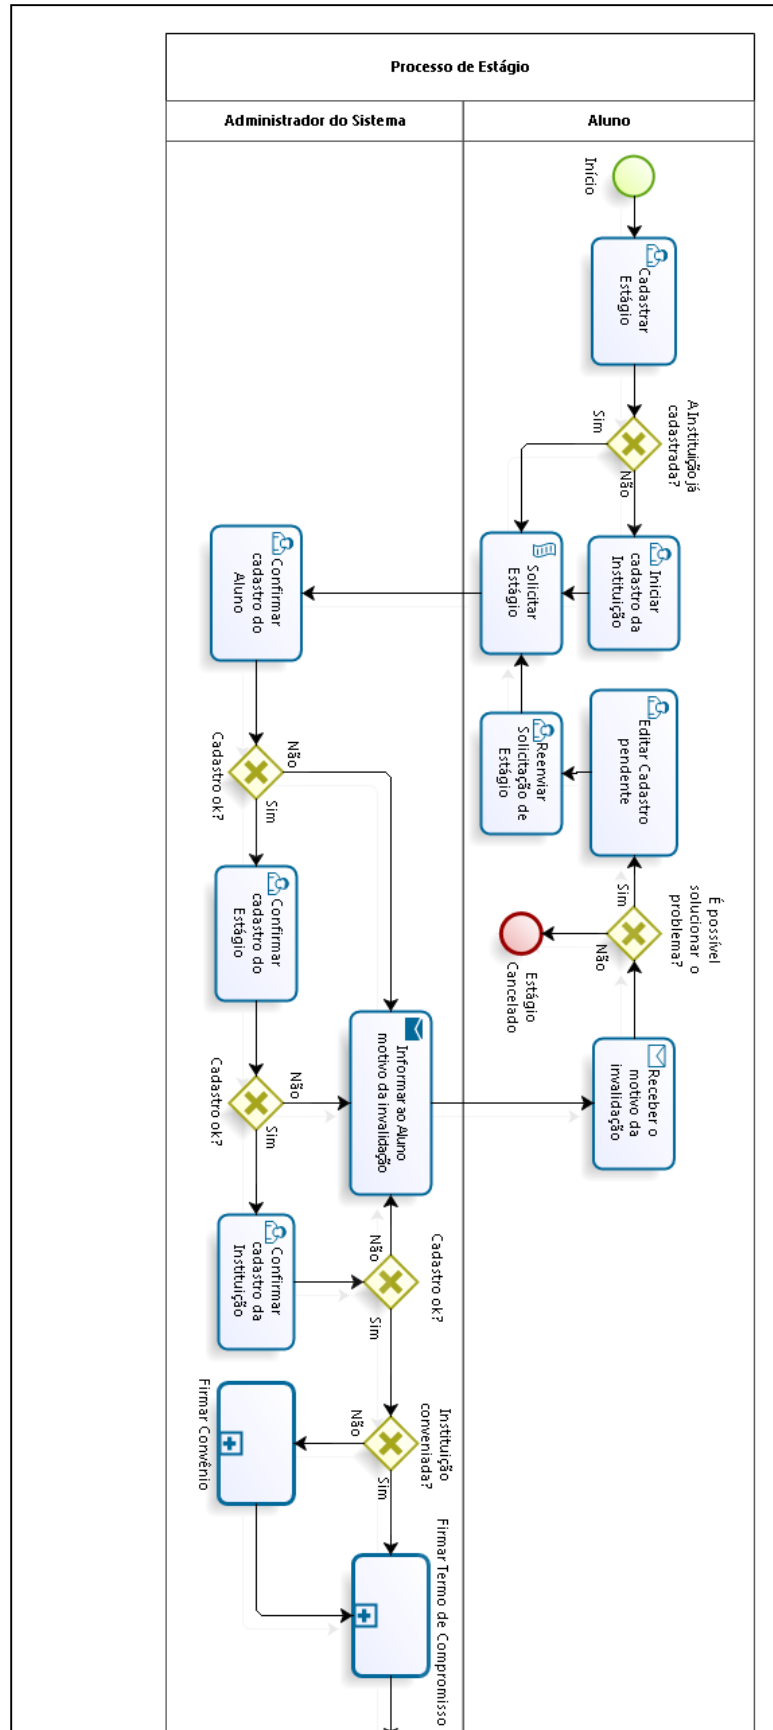 Processo de Estágio
Administrador do Sistema
Aluno
Início
Cadastrar
Estágio
A Instituição já
cadastrada?
Sim
Não
Iniciar
cadastro da
Instituição
Solicitar
Estágio
Confirmar
cadastro do
Aluno
Editar Cadastro
pendente
Reenviar
Solicitação de
Estágio
Não
Cadastro ok?
Sim
É possível
solucionar o
problema?
Sim
Não
Estágio
Cancelado
Confirmar
cadastro do
Estágio
Informar ao Aluno
motivo da invalidação
Receber o
motivo da
invalidação
Não
Cadastro ok?
Sim
Confirmar
cadastro da
Instituição
Não
Cadastro ok?
Sim
Instituição
conveniada?
Não
Sim
Firmar Convênio
Firmar Termo de Compromisso